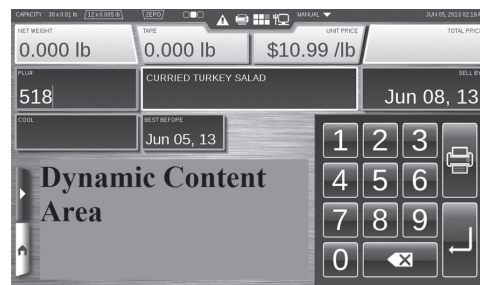 CAPACITY 30 x 0.01 lb (12 x 0.005 lb) ZERO MANUAL JUN 05, 2013 02:19
NET WEIGHT TARE UNIT PRICE TOTAL PRIC
0.000 lb 0.000 lb $10.99 /lb
PLU# SELL BY
518 CURRIED TURKEY SALAD Jun 08, 13
COOL BEST BEFOPE
Jun 05, 13
Dynamic Content
Area
1 2 3
4 5 6
7 8 9
0